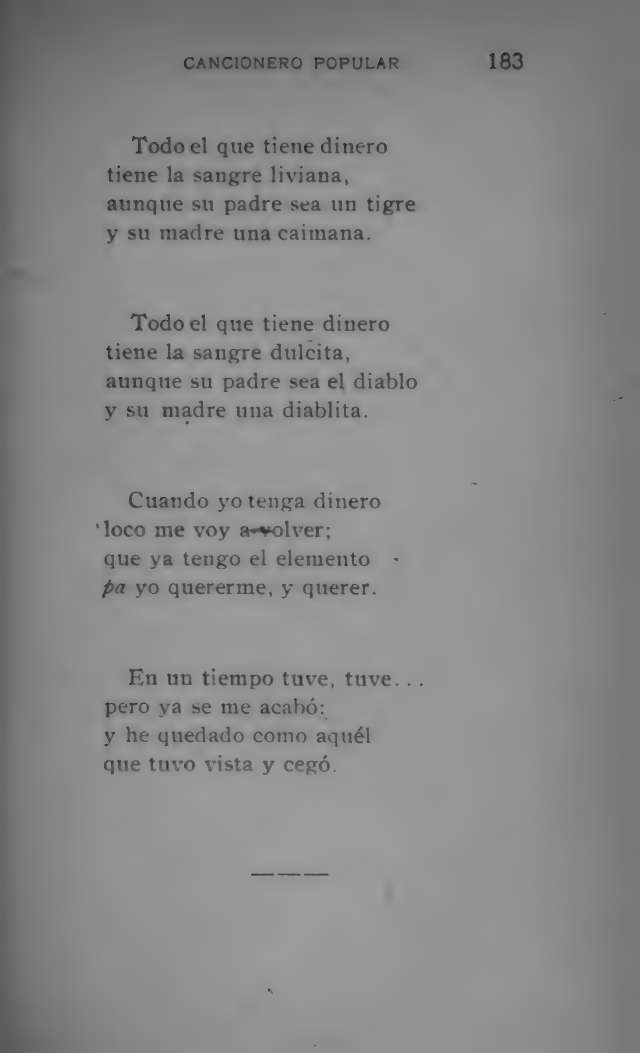 CANCIONERO POPULAR 183
Todo el que tiene dinero
tiene la sangre liviana,
aunque su padre sea un tigre
y su madre una caimana.
Todo el que tiene dinero
tiene la sangre dulcita,
aunque su padre sea el diablo
y su madre una diablita.
Cuando yo tenga dinero
loco me voy a volver;
que ya tengo el elemento
pa yo quererme, y querer.
En un tiempo tuve, tuve...
pero ya se me acabó:
y he quedado como aquél
que tuvo vista y cegó.